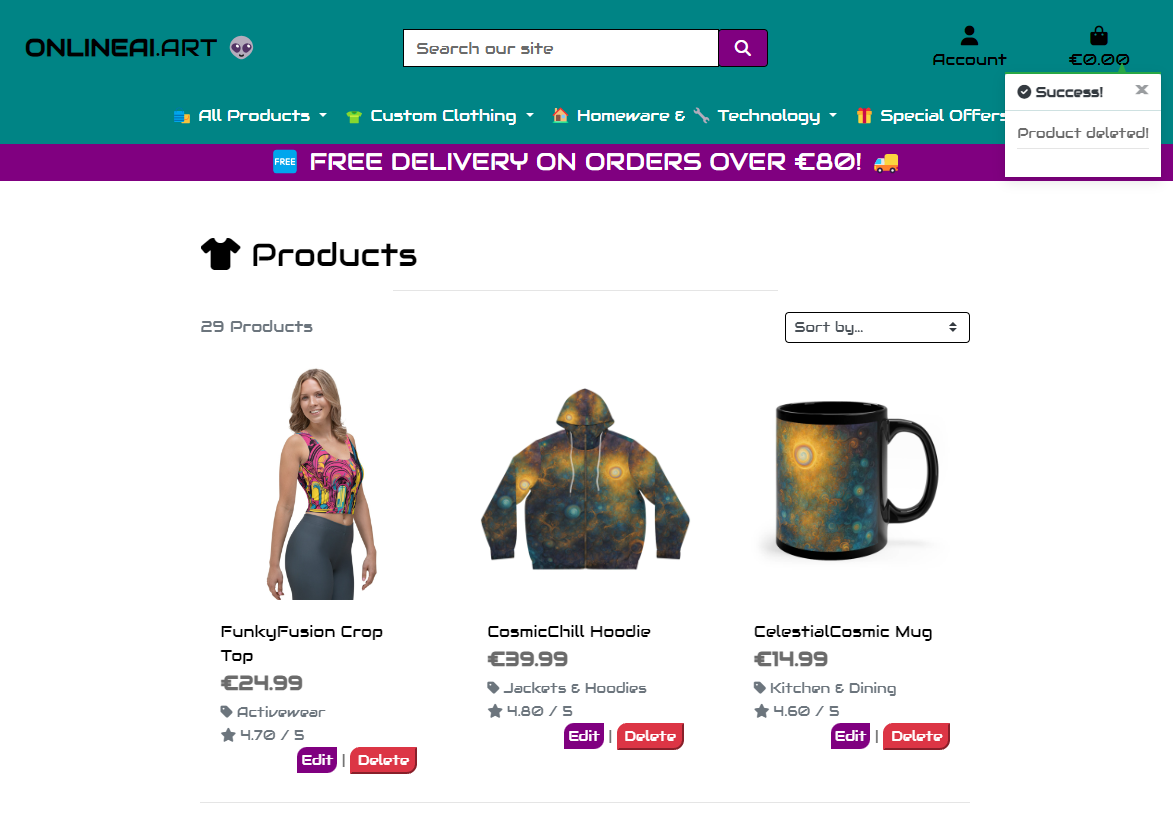 ONLINEAI.ART
Search our site
Account
€0.00
Success!
×
Product deleted!
All Products
Custom Clothing
Homeware &
Technology
Special Offers
FREE
FREE DELIVERY ON ORDERS OVER €80!
Products
29 Products
Sort by...
FunkyFusion Crop
Top
€24.99
Activewear
4.70 / 5
Edit | Delete
CosmicChill Hoodie
€39.99
Jackets & Hoodies
4.80 / 5
Edit | Delete
CelestialCosmic Mug
€14.99
Kitchen & Dining
4.60 / 5
Edit | Delete